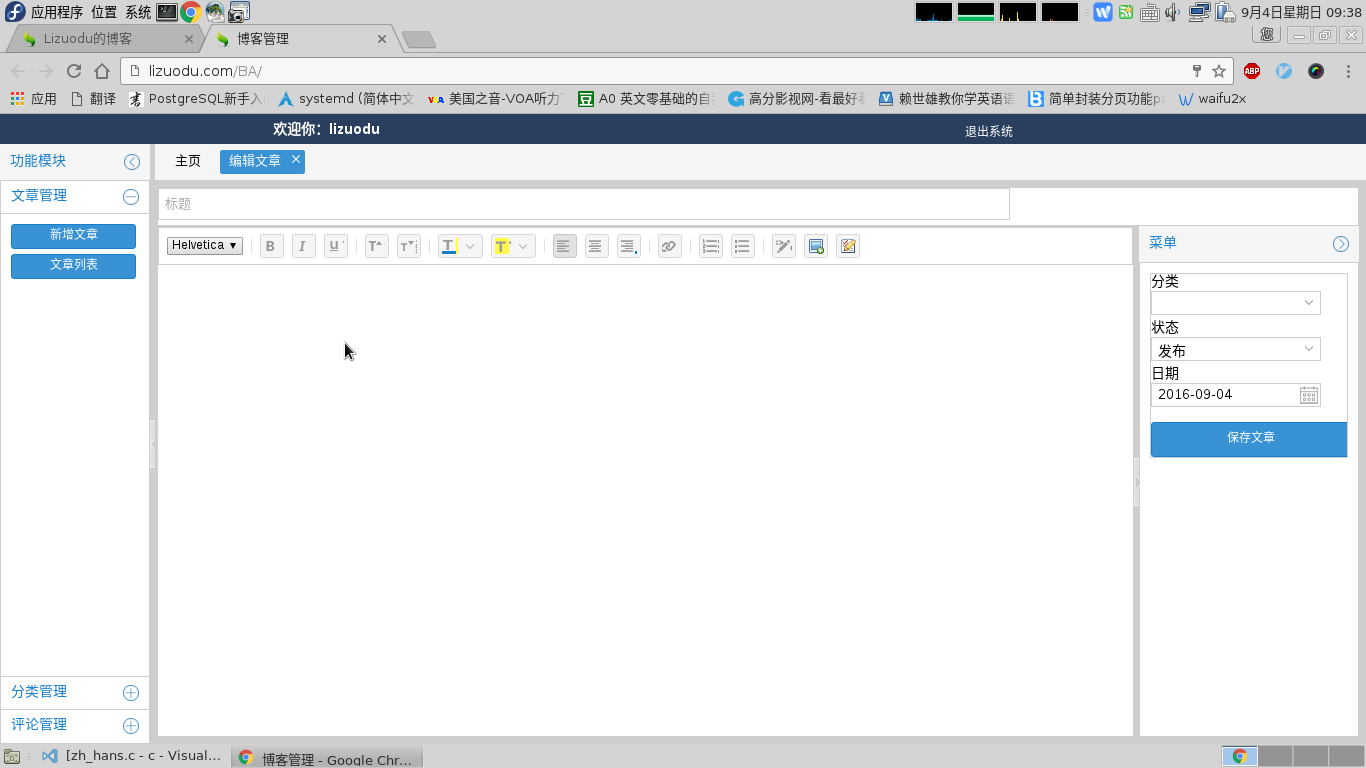 应用程序 位置 系统 9月4日星期日 09:38
Lizuodu的博客 博客管理 您
lizuodu.com/BA/ ABP
应用 翻译 PostgreSQL新手入 systemd (简体中文 美国之音-VOA听力 A0 英文零基础的自 高分影视网-看最好 赖世雄教你学英语 简单封装分页功能 waifu2x
欢迎你：lizuodu 退出系统
功能模块 主页 编辑文章
文章管理
标题
新增文章
文章列表
Helvetica B I U T T T T
菜单
分类
状态
发布
日期
2016-09-04
保存文章
分类管理
评论管理
[zh_hans.c - c - Visual... 博客管理 - Google Chr...